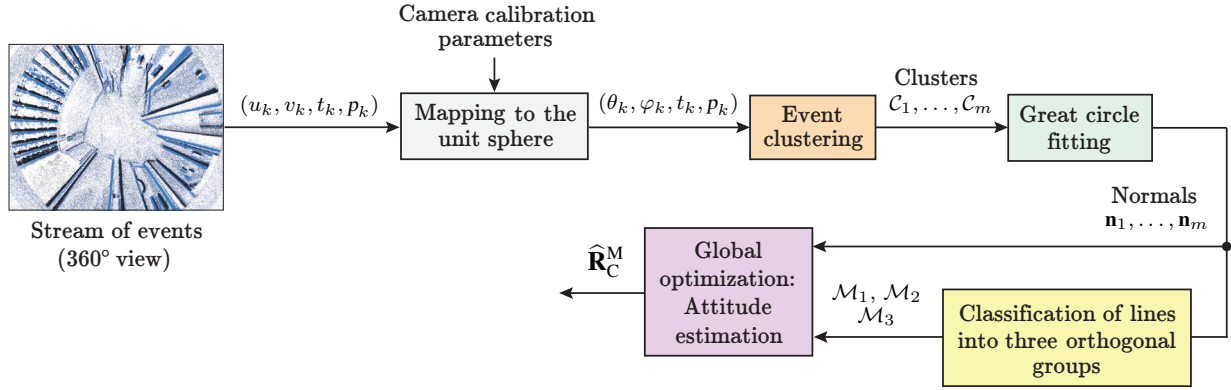 Camera calibration
parameters
Stream of events
(360° view)
(u_k, v_k, t_k, p_k)
Mapping to the
unit sphere
(θ_k, φ_k, t_k, p_k)
Event
clustering
Clusters
𝒞_1, . . . , 𝒞_m
Great circle
fitting
Normals
n_1, . . . , n_m
Global
optimization:
Attitude
estimation
R̂_C^M
ℳ_1, ℳ_2
ℳ_3
Classification of lines
into three orthogonal
groups